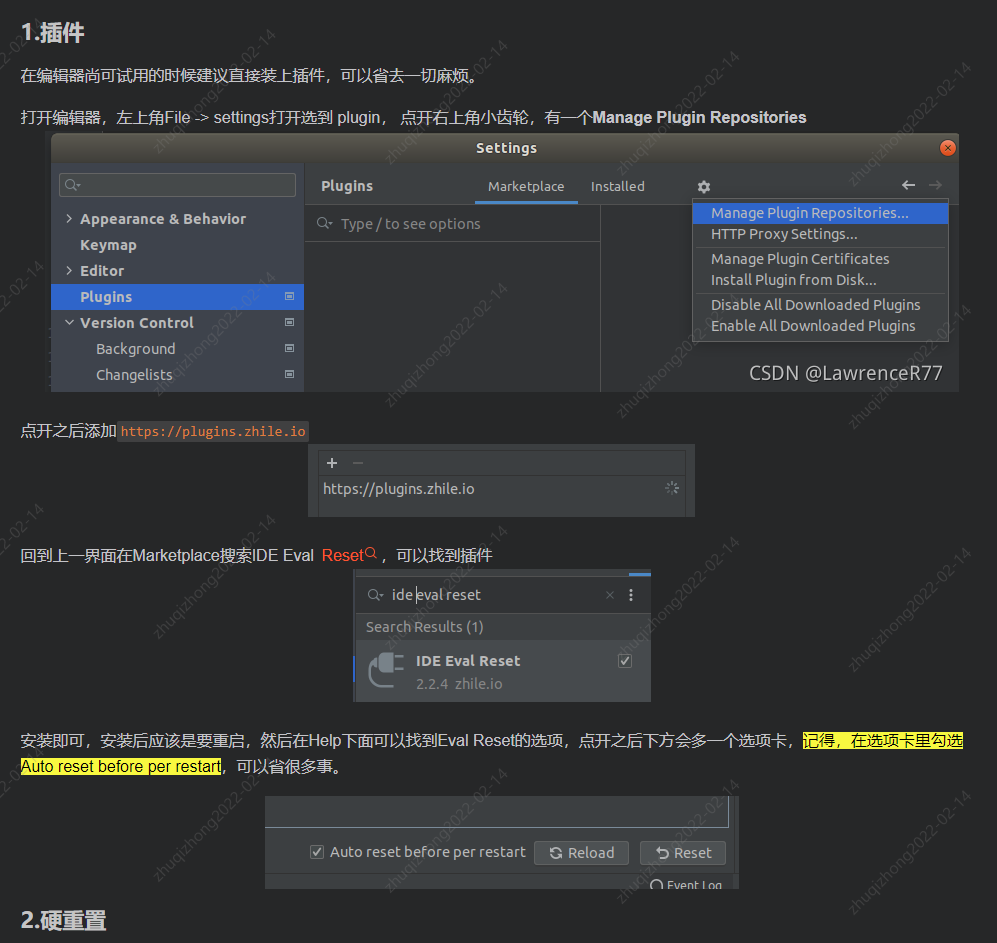 1.插件
在编辑器尚可试用的时候建议直接装上插件，可以省去一切麻烦。
打开编辑器，左上角File -> settings打开选到 plugin， 点开右上角小齿轮，有一个Manage Plugin Repositories
Settings
Plugins
Marketplace
Installed
Type / to see options
Appearance & Behavior
Keymap
Editor
Plugins
Version Control
Background
Changelists
Manage Plugin Repositories...
HTTP Proxy Settings...
Manage Plugin Certificates
Install Plugin from Disk...
Disable All Downloaded Plugins
Enable All Downloaded Plugins
CSDN @LawrenceR77
点开之后添加https://plugins.zhile.io
+ −
https://plugins.zhile.io
回到上一界面在Marketplace搜索IDE Eval Reset，可以找到插件
ide eval reset
Search Results (1)
IDE Eval Reset
2.2.4 zhile.io
安装即可，安装后应该是要重启，然后在Help下面可以找到Eval Reset的选项，点开之后下方会多一个选项卡，记得，在选项卡里勾选
Auto reset before per restart，可以省很多事。
Auto reset before per restart
Reload
Reset
Event Log
2.硬重置
zhuqizhong2022-02-14